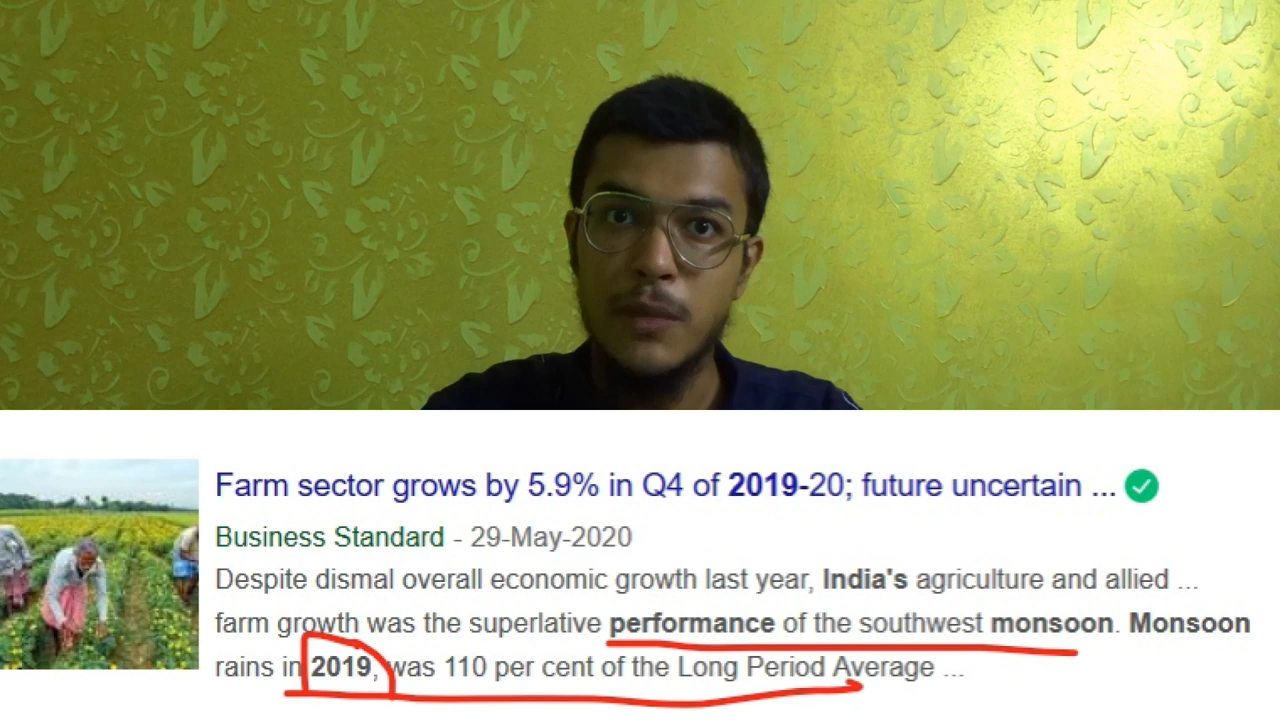 Farm sector grows by 5.9% in Q4 of 2019-20; future uncertain ...
Business Standard - 29-May-2020
Despite dismal overall economic growth last year, India's agriculture and allied ...
farm growth was the superlative performance of the southwest monsoon. Monsoon
rains in 2019, was 110 per cent of the Long Period Average ...